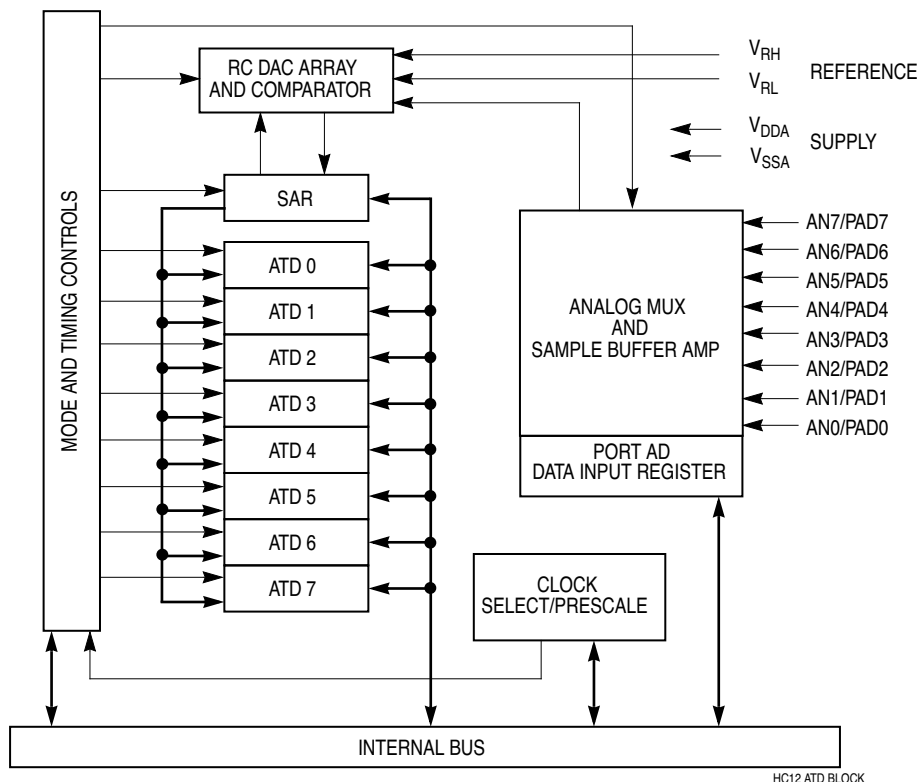 MODE AND TIMING CONTROLS
RC DAC ARRAY
AND COMPARATOR
V_RH
V_RL
REFERENCE
V_DDA
V_SSA
SUPPLY
SAR
ATD 0
ATD 1
ATD 2
ATD 3
ATD 4
ATD 5
ATD 6
ATD 7
ANALOG MUX
AND
SAMPLE BUFFER AMP
AN7/PAD7
AN6/PAD6
AN5/PAD5
AN4/PAD4
AN3/PAD3
AN2/PAD2
AN1/PAD1
AN0/PAD0
PORT AD
DATA INPUT REGISTER
CLOCK
SELECT/PRESCALE
INTERNAL BUS
HC12 ATD BLOCK